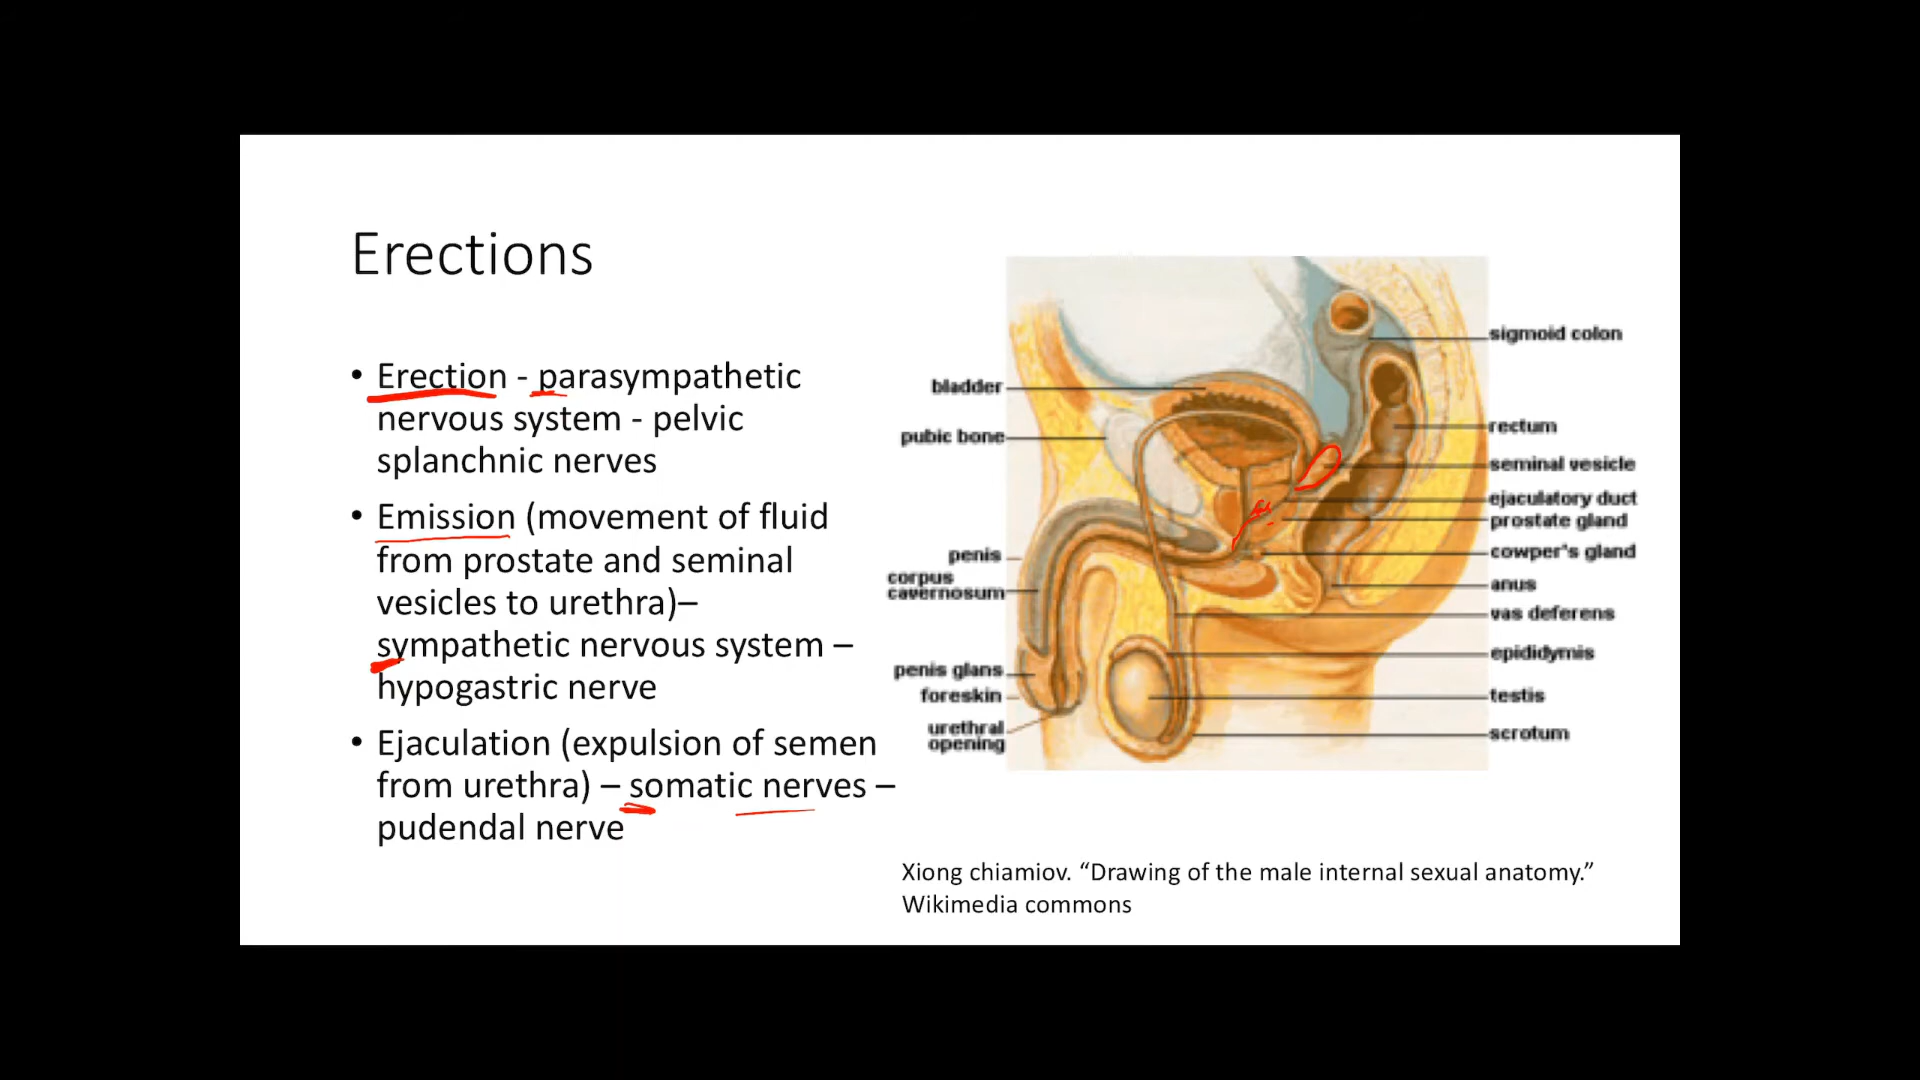 Erections
• Erection - parasympathetic
nervous system - pelvic
splanchnic nerves
• Emission (movement of fluid
from prostate and seminal
vesicles to urethra)–
sympathetic nervous system –
hypogastric nerve
• Ejaculation (expulsion of semen
from urethra) – somatic nerves –
pudendal nerve
bladder
pubic bone
penis
corpus
cavernosum
penis glans
foreskin
urethral
opening
sigmoid colon
rectum
seminal vesicle
ejaculatory duct
prostate gland
cowper's gland
anus
vas deferens
epididymis
testis
scrotum
Xiong chiamiov. “Drawing of the male internal sexual anatomy.”
Wikimedia commons